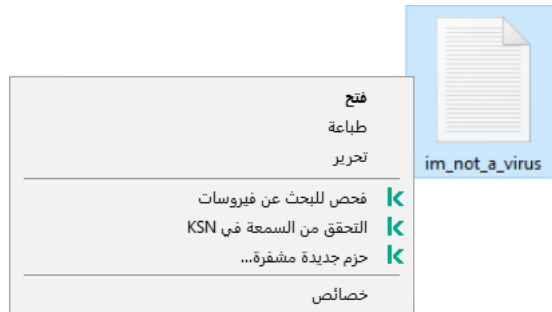 فتح
طباعة
تحرير
im_not_a_virus
فحص للبحث عن فيروسات
التحقق من السمعة في KSN
حزم جديدة مشفرة...
خصائص